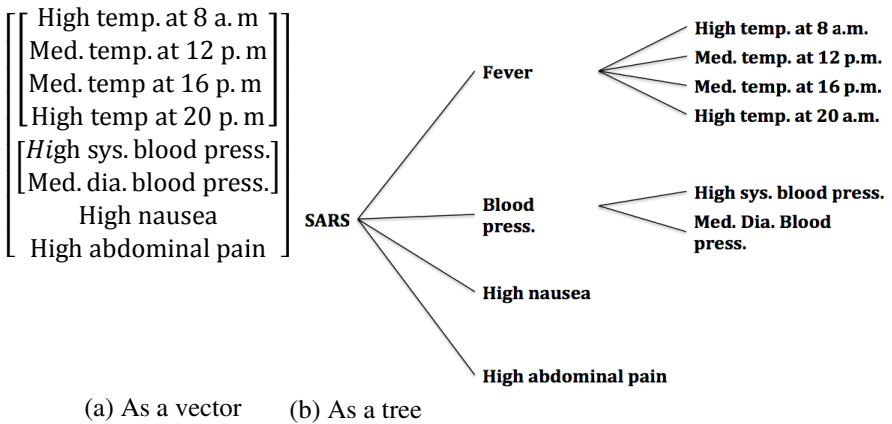 High temp. at 8 a. m
Med. temp. at 12 p. m
Med. temp at 16 p. m
High temp at 20 p. m
High sys. blood press.
Med. dia. blood press.
High nausea
High abdominal pain
SARS
Fever
High temp. at 8 a.m.
Med. temp. at 12 p.m.
Med. temp. at 16 p.m.
High temp. at 20 a.m.
Blood
press.
High sys. blood press.
Med. Dia. Blood
press.
High nausea
High abdominal pain
(a) As a vector
(b) As a tree